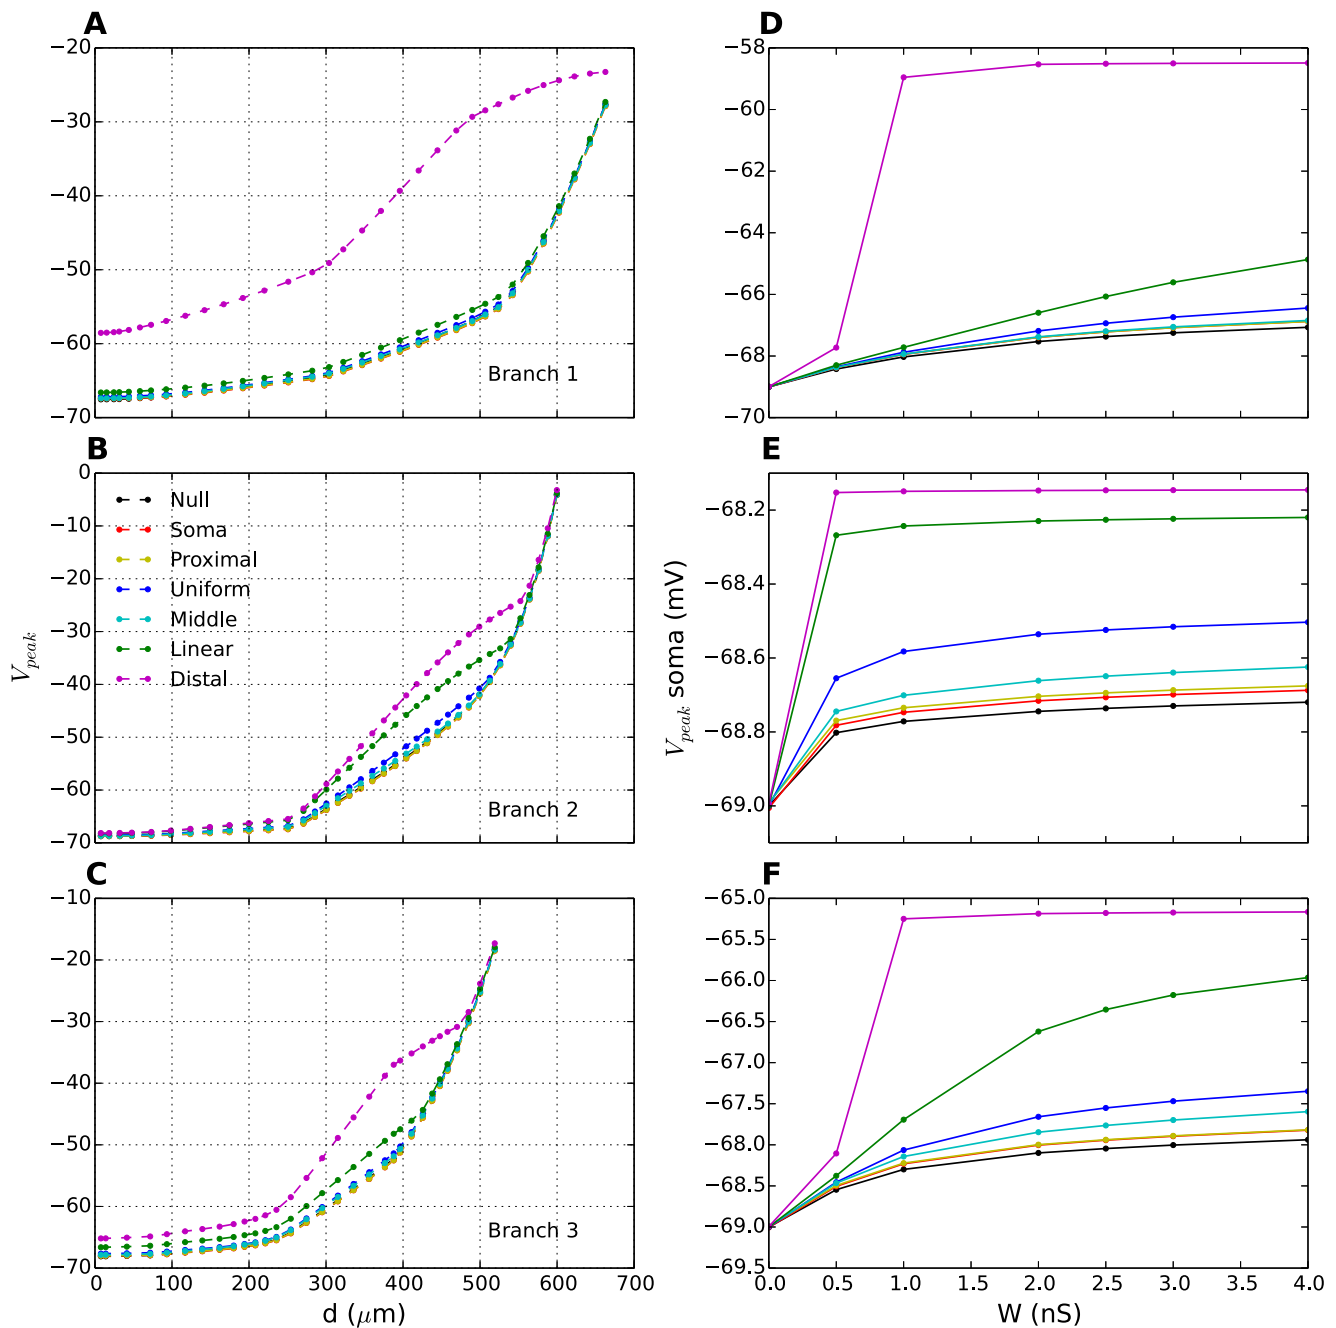 A
−20
−30
−40
−50
−60
−70
Branch 1
D
−58
−60
−62
−64
−66
−68
−70
B
0
−10
−20
−30
−40
−50
−60
−70
V_peak
Null
Soma
Proximal
Uniform
Middle
Linear
Distal
Branch 2
E
−68.2
−68.4
−68.6
−68.8
−69.0
V_peak soma (mV)
C
−10
−20
−30
−40
−50
−60
−70
Branch 3
0 100 200 300 400 500 600 700
d (μm)
F
−65.0
−65.5
−66.0
−66.5
−67.0
−67.5
−68.0
−68.5
−69.0
−69.5
0.0 0.5 1.0 1.5 2.0 2.5 3.0 3.5 4.0
W (nS)